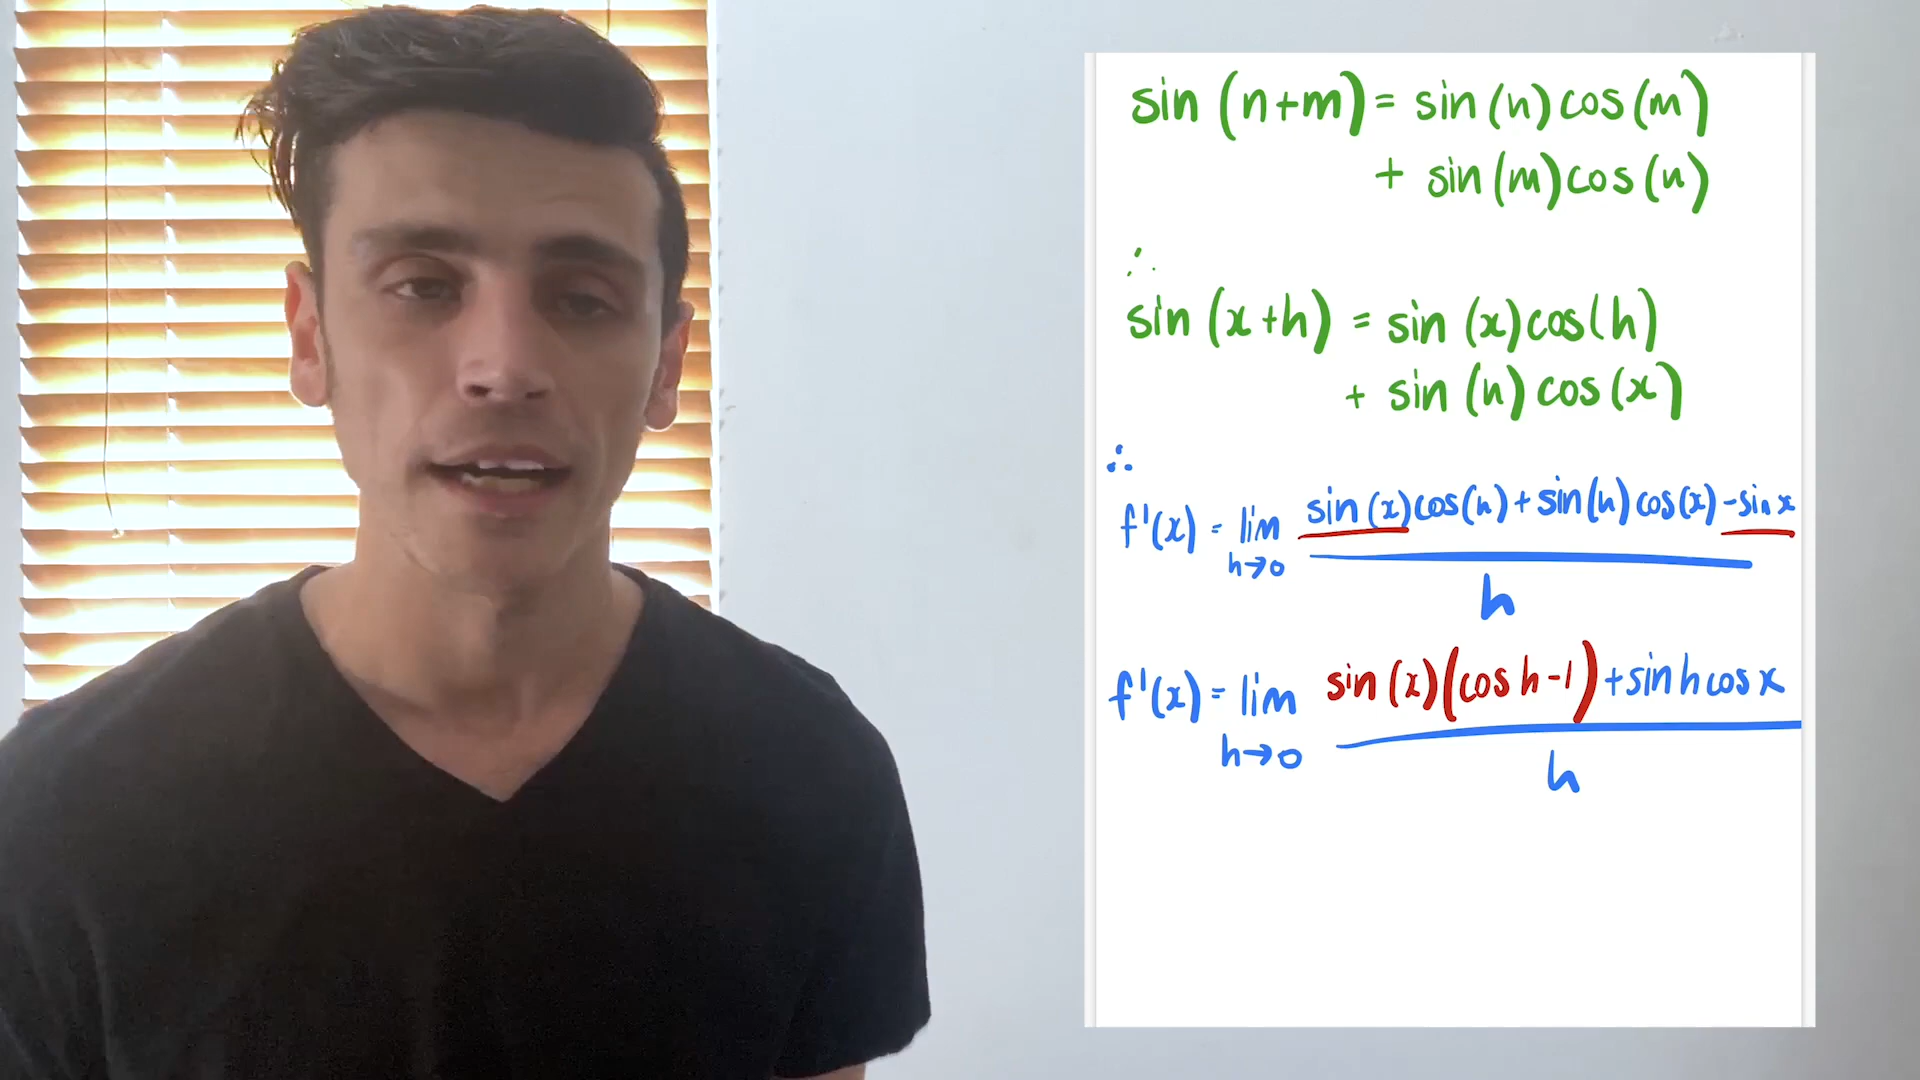 sin (n+m) = sin (n) cos (m)
+ sin (m) cos (n)
∴
sin (x+h) = sin (x) cos (h)
+ sin (h) cos (x)
∴
f'(x) = lim h→0 sin (x) cos (h) + sin (h) cos (x) - sin x
h
f'(x) = lim h→0 sin (x) (cos h - 1) + sin h cos x
h